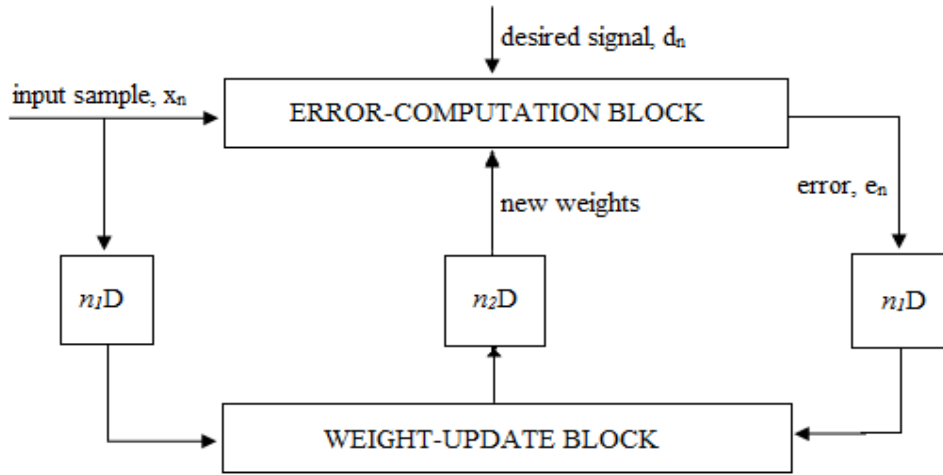 desired signal, dₙ
input sample, xₙ
ERROR-COMPUTATION BLOCK
error, eₙ
new weights
n₁D
n₂D
n₁D
WEIGHT-UPDATE BLOCK